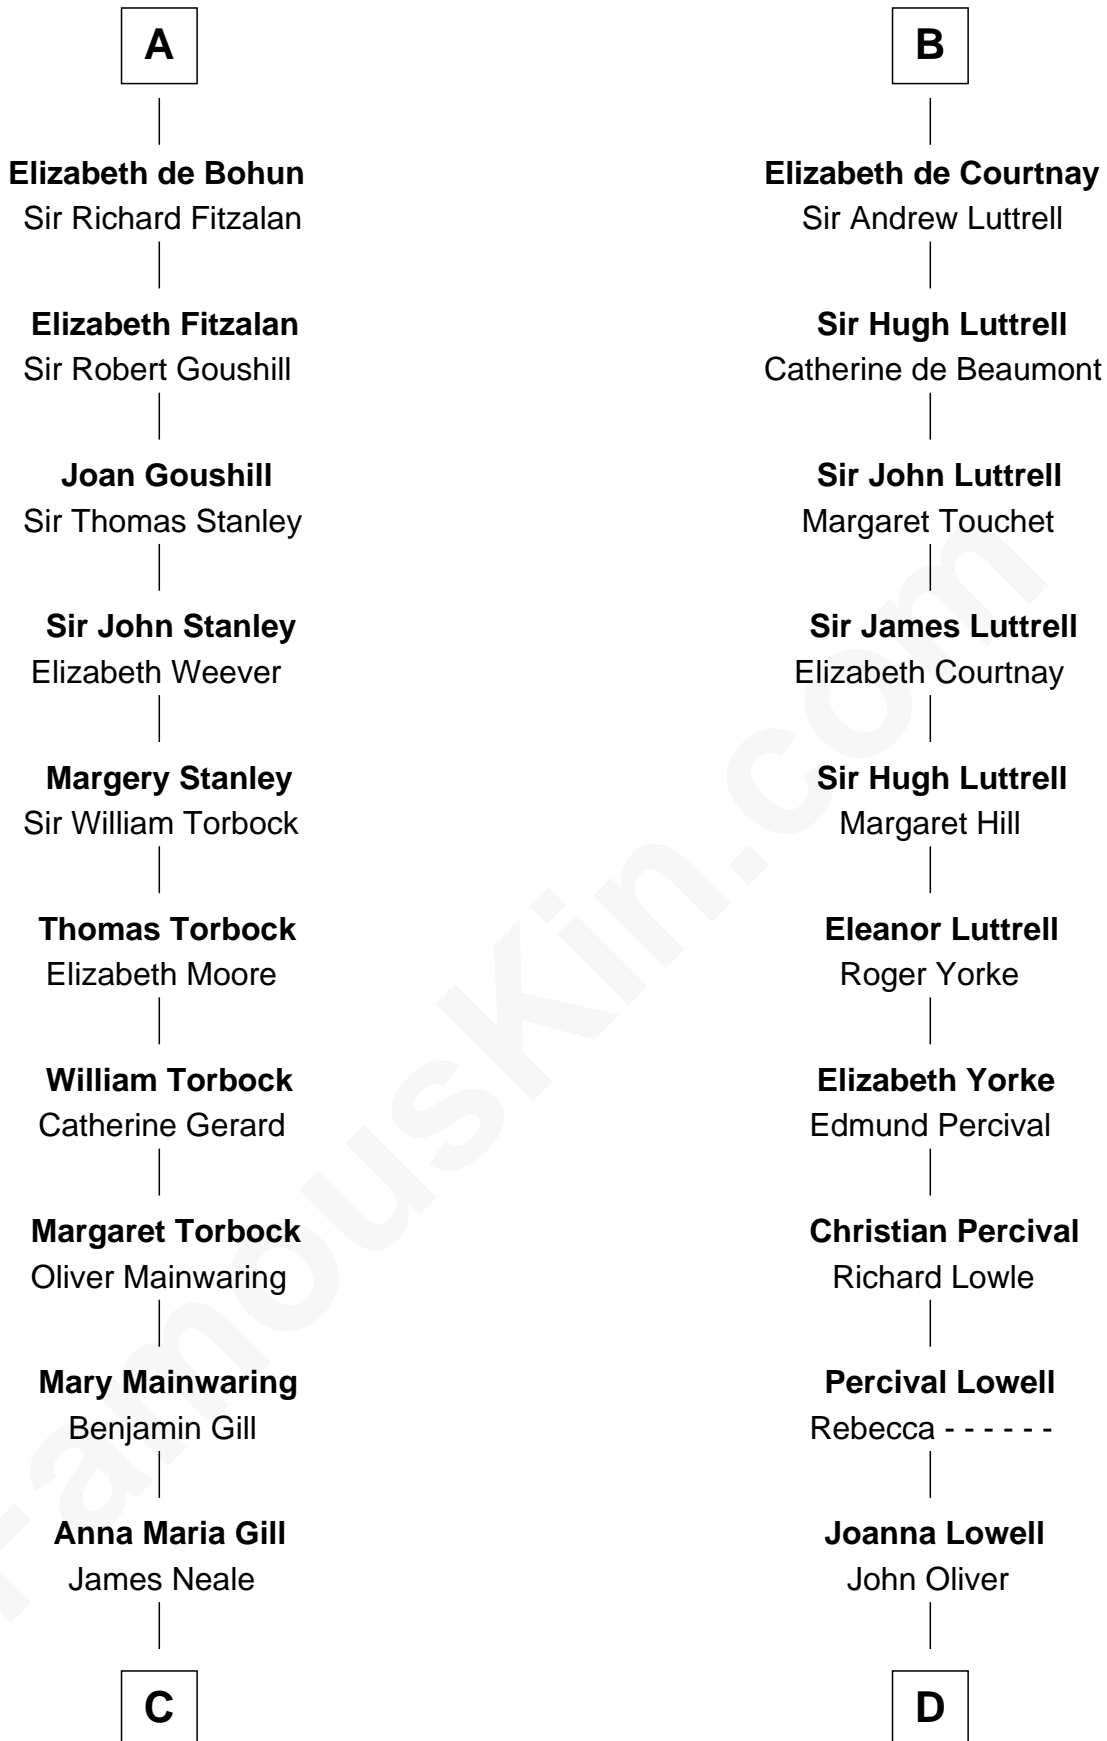 A
Elizabeth de Bohun
Sir Richard Fitzalan
Elizabeth Fitzalan
Sir Robert Goushill
Joan Goushill
Sir Thomas Stanley
Sir John Stanley
Elizabeth Weever
Margery Stanley
Sir William Torbock
Thomas Torbock
Elizabeth Moore
William Torbock
Catherine Gerard
Margaret Torbock
Oliver Mainwaring
Mary Mainwaring
Benjamin Gill
Anna Maria Gill
James Neale
C
B
Elizabeth de Courtnay
Sir Andrew Luttrell
Sir Hugh Luttrell
Catherine de Beaumont
Sir John Luttrell
Margaret Touchet
Sir James Luttrell
Elizabeth Courtnay
Sir Hugh Luttrell
Margaret Hill
Eleanor Luttrell
Roger Yorke
Elizabeth Yorke
Edmund Percival
Christian Percival
Richard Lowle
Percival Lowell
Rebecca - - - - - -
Joanna Lowell
John Oliver
D
FamousKin.com